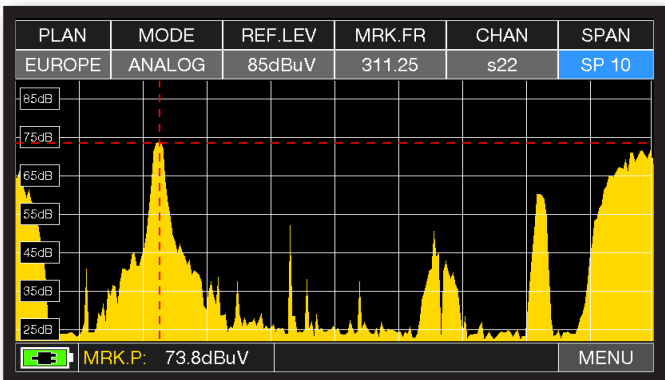 PLAN MODE REF.LEV MRK.FR CHAN SPAN
EUROPE ANALOG 85dBuV 311.25 s22 SP 10
85dB
75dB
65dB
55dB
45dB
35dB
25dB
MRK.P: 73.8dBuV MENU